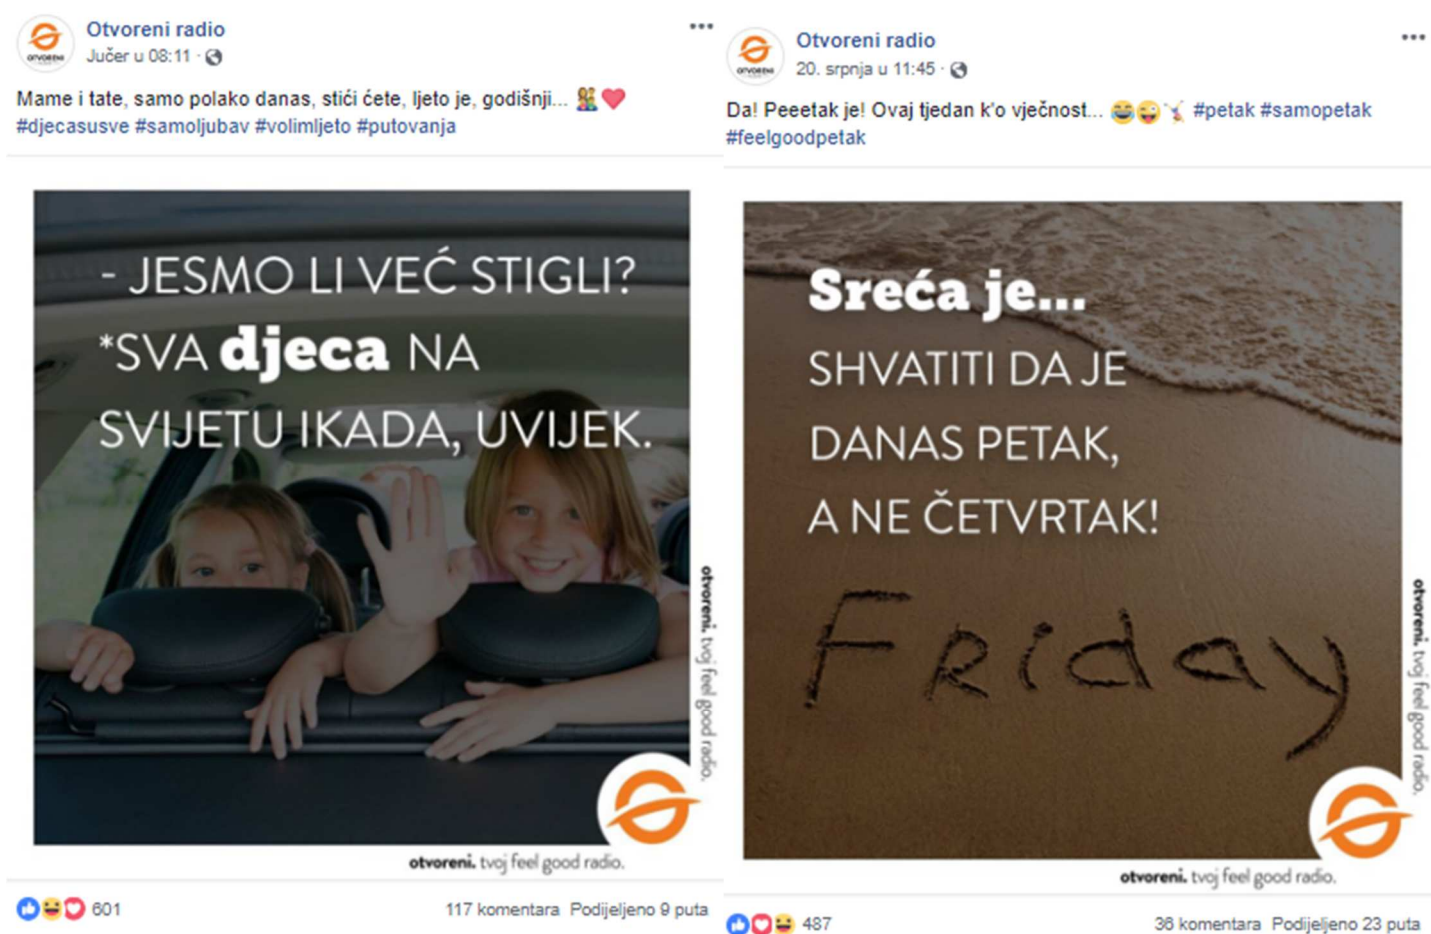 Otvoreni radio
Jučer u 08:11 ·
Mame i tate, samo polako danas, stići ćete, ljeto je, godišnji...
#djecasusve #samoljubav #volimljeto #putovanja
OTVORENI
- JESMO LI VEĆ STIGLI?
*SVA djeca NA
SVIJETU IKADA, UVIJEK.
otvoreni. tvoj feel good radio.
otvoreni. tvoj feel good radio.
601
117 komentara Podijeljeno 9 puta
Otvoreni radio
20. srpnja u 11:45 ·
Da! Peeetak je! Ovaj tjedan k'o vječnost... #petak #samopetak
#feelgoodpetak
OTVORENI
Sreća je...
SHVATITI DA JE
DANAS PETAK,
A NE ČETVRTAK!
FRiday
otvoreni. tvoj feel good radio.
otvoreni. tvoj feel good radio.
487
36 komentara Podijeljeno 23 puta